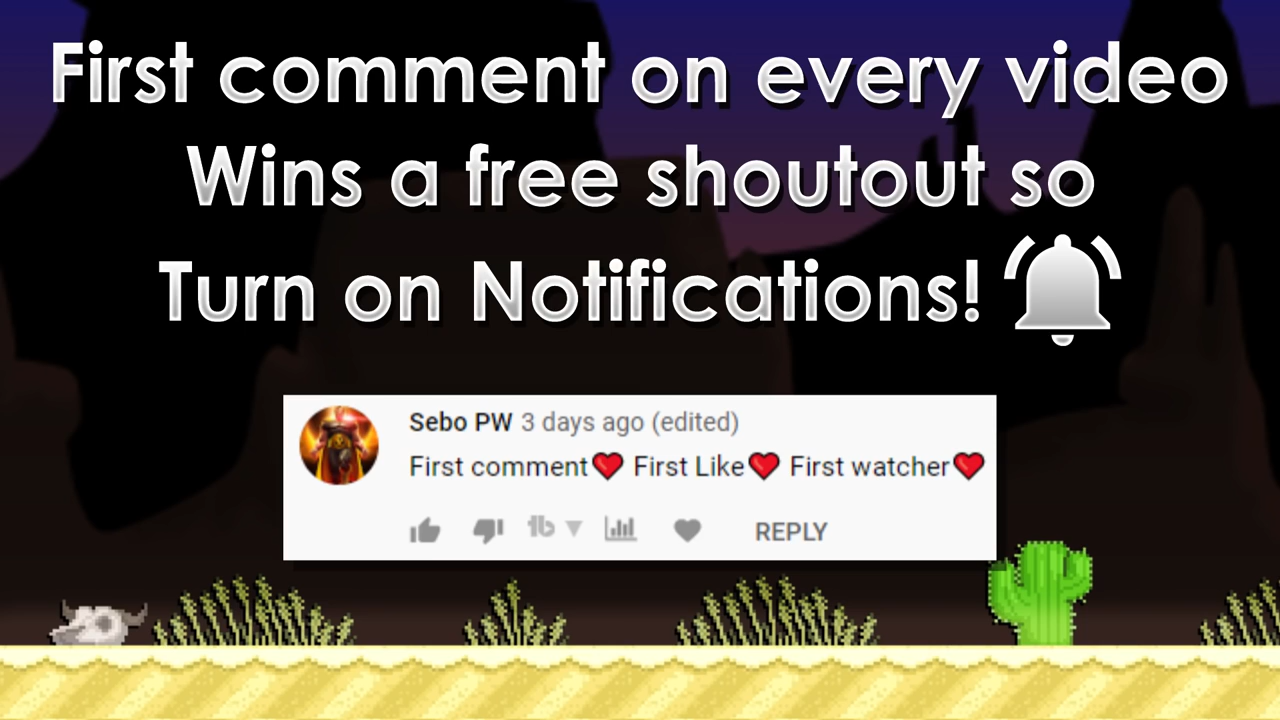 First comment on every video
Wins a free shoutout so
Turn on Notifications!
Sebo PW 3 days ago (edited)
First comment❤️ First Like❤️ First watcher❤️
tb
REPLY